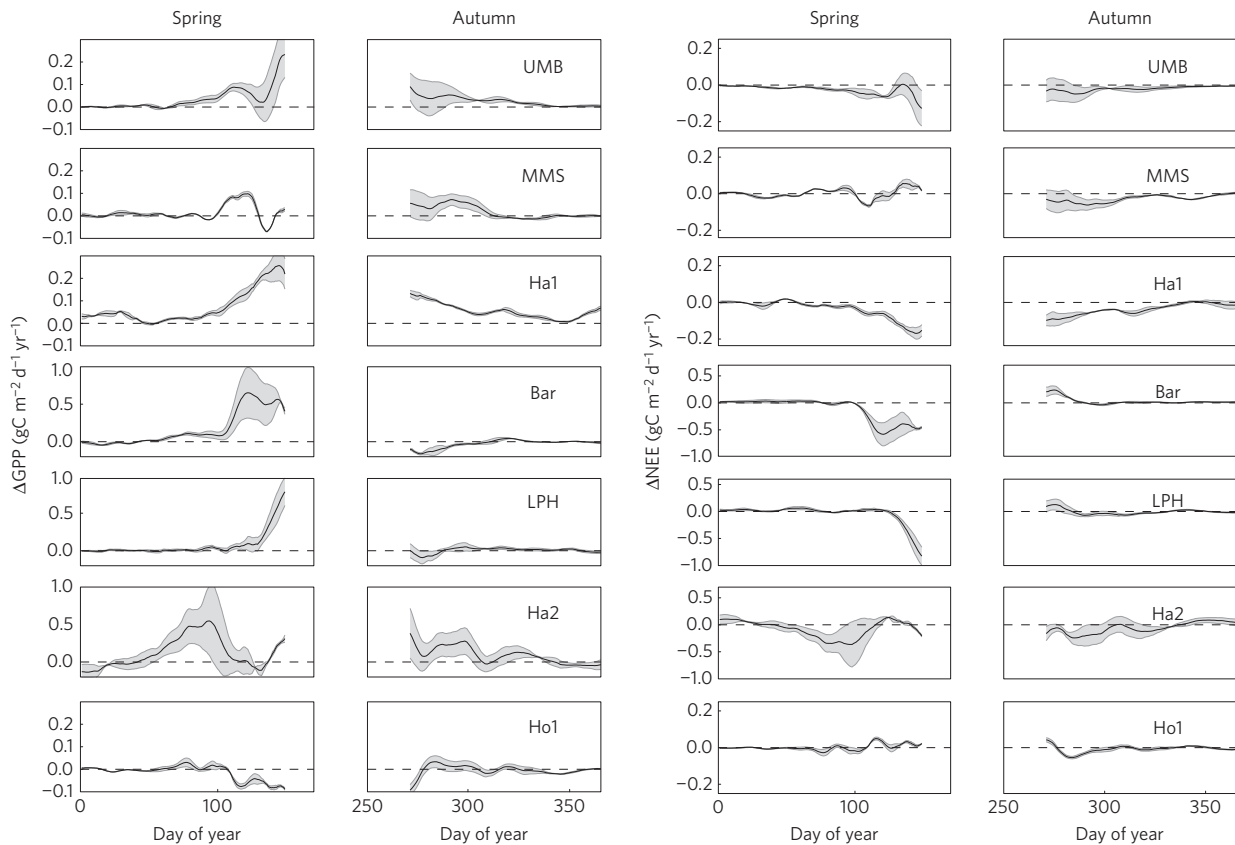 Spring Autumn Spring Autumn
0.2 UMB 0.2 UMB
0.1
0.0 0.0
−0.1 −0.2
0.2 MMS 0.2 MMS
0.1
0.0 0.0
−0.1 −0.2
0.2 Ha1 0.2 Ha1
0.1
0.0 0.0
−0.1 −0.2
1.0 Bar 0.5 Bar
0.5 0.0
0.0 −0.5
−1.0
1.0 LPH 0.5 LPH
0.5 0.0
0.0 −0.5
−1.0
1.0 Ha2 0.5 Ha2
0.5 0.0
0.0 −0.5
−1.0
0.2 Ho1 0.2 Ho1
0.1
0.0 0.0
−0.1 −0.2
0 100 250 300 350 0 100 250 300 350
Day of year Day of year Day of year Day of year
ΔGPP (gC m−2 d−1 yr−1)
ΔNEE (gC m−2 d−1 yr−1)